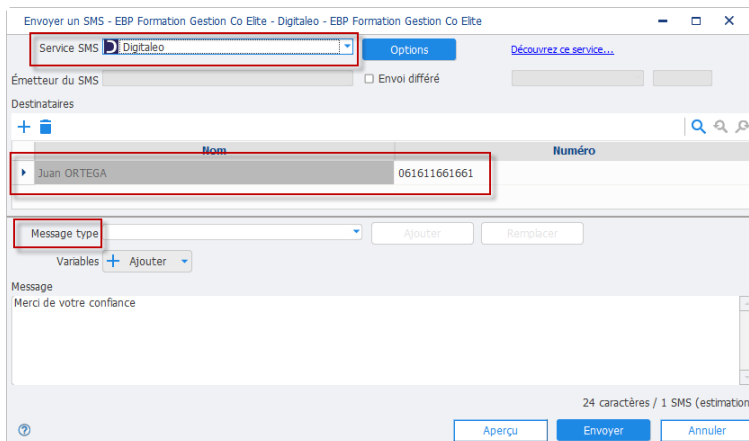 Envoyer un SMS - EBP Formation Gestion Co Elite - Digitaleo - EBP Formation Gestion Co Elite
Service SMS Digitaleo Options Découvrez ce service...
Émetteur du SMS Envoi différé
Destinataires
Nom Numéro
Juan ORTEGA 061611661661
Message type Ajouter Remplacer
Variables Ajouter
Message
Merci de votre confiance
24 caractères / 1 SMS (estimation
Aperçu Envoyer Annuler